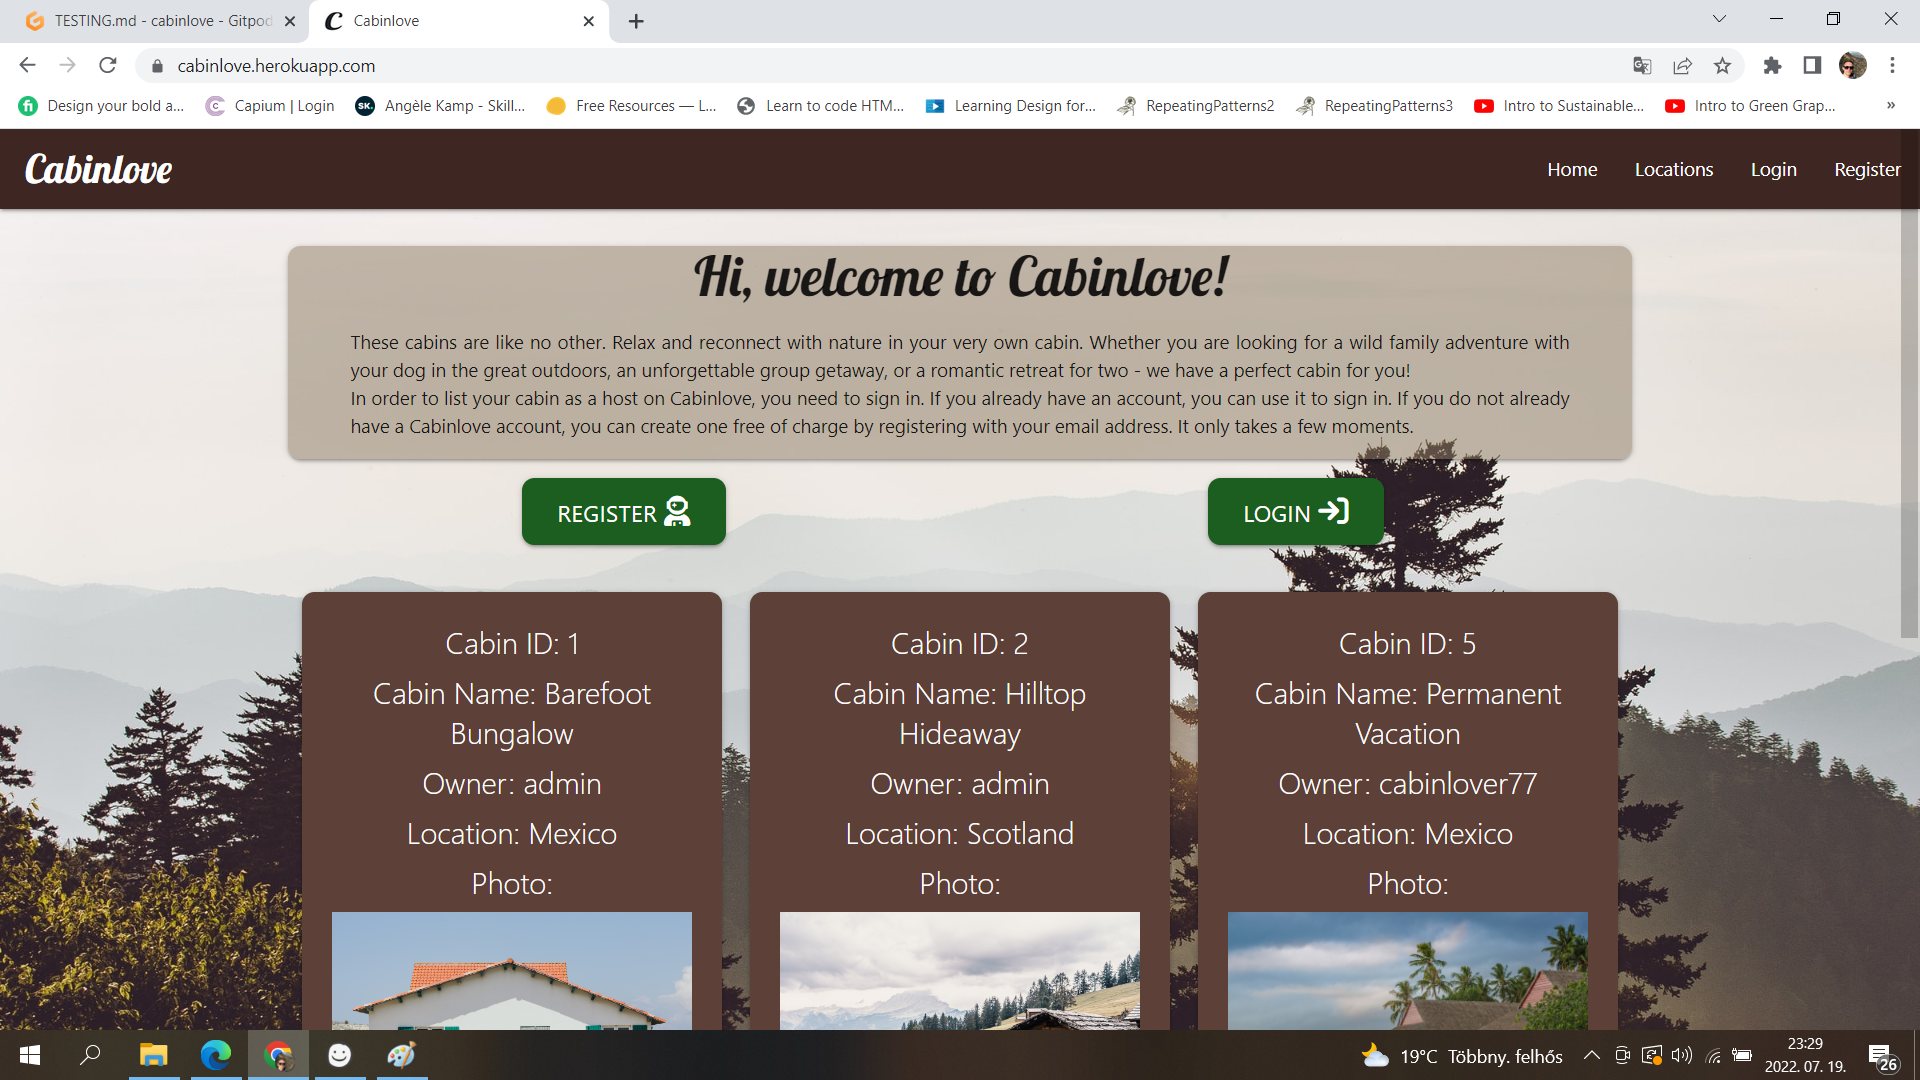 TESTING.md - cabinlove - Gitpod
Cabinlove
cabinlove.herokuapp.com
Design your bold a...
Capium | Login
SK.
Angèle Kamp - Skill...
Free Resources — L...
Learn to code HTM...
Learning Design for...
RepeatingPatterns2
RepeatingPatterns3
Intro to Sustainable...
Intro to Green Grap...
»
Cabinlove
Home
Locations
Login
Register
Hi, welcome to Cabinlove!
These cabins are like no other. Relax and reconnect with nature in your very own cabin. Whether you are looking for a wild family adventure with
your dog in the great outdoors, an unforgettable group getaway, or a romantic retreat for two - we have a perfect cabin for you!
In order to list your cabin as a host on Cabinlove, you need to sign in. If you already have an account, you can use it to sign in. If you do not already
have a Cabinlove account, you can create one free of charge by registering with your email address. It only takes a few moments.
REGISTER
LOGIN
Cabin ID: 1
Cabin Name: Barefoot
Bungalow
Owner: admin
Location: Mexico
Photo:
Cabin ID: 2
Cabin Name: Hilltop
Hideaway
Owner: admin
Location: Scotland
Photo:
Cabin ID: 5
Cabin Name: Permanent
Vacation
Owner: cabinlover77
Location: Mexico
Photo:
19°C Többny. felhős
23:29
2022. 07. 19.
26